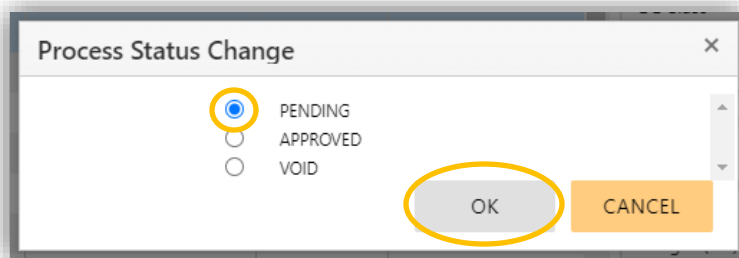 Process Status Change
×
PENDING
APPROVED
VOID
OK
CANCEL